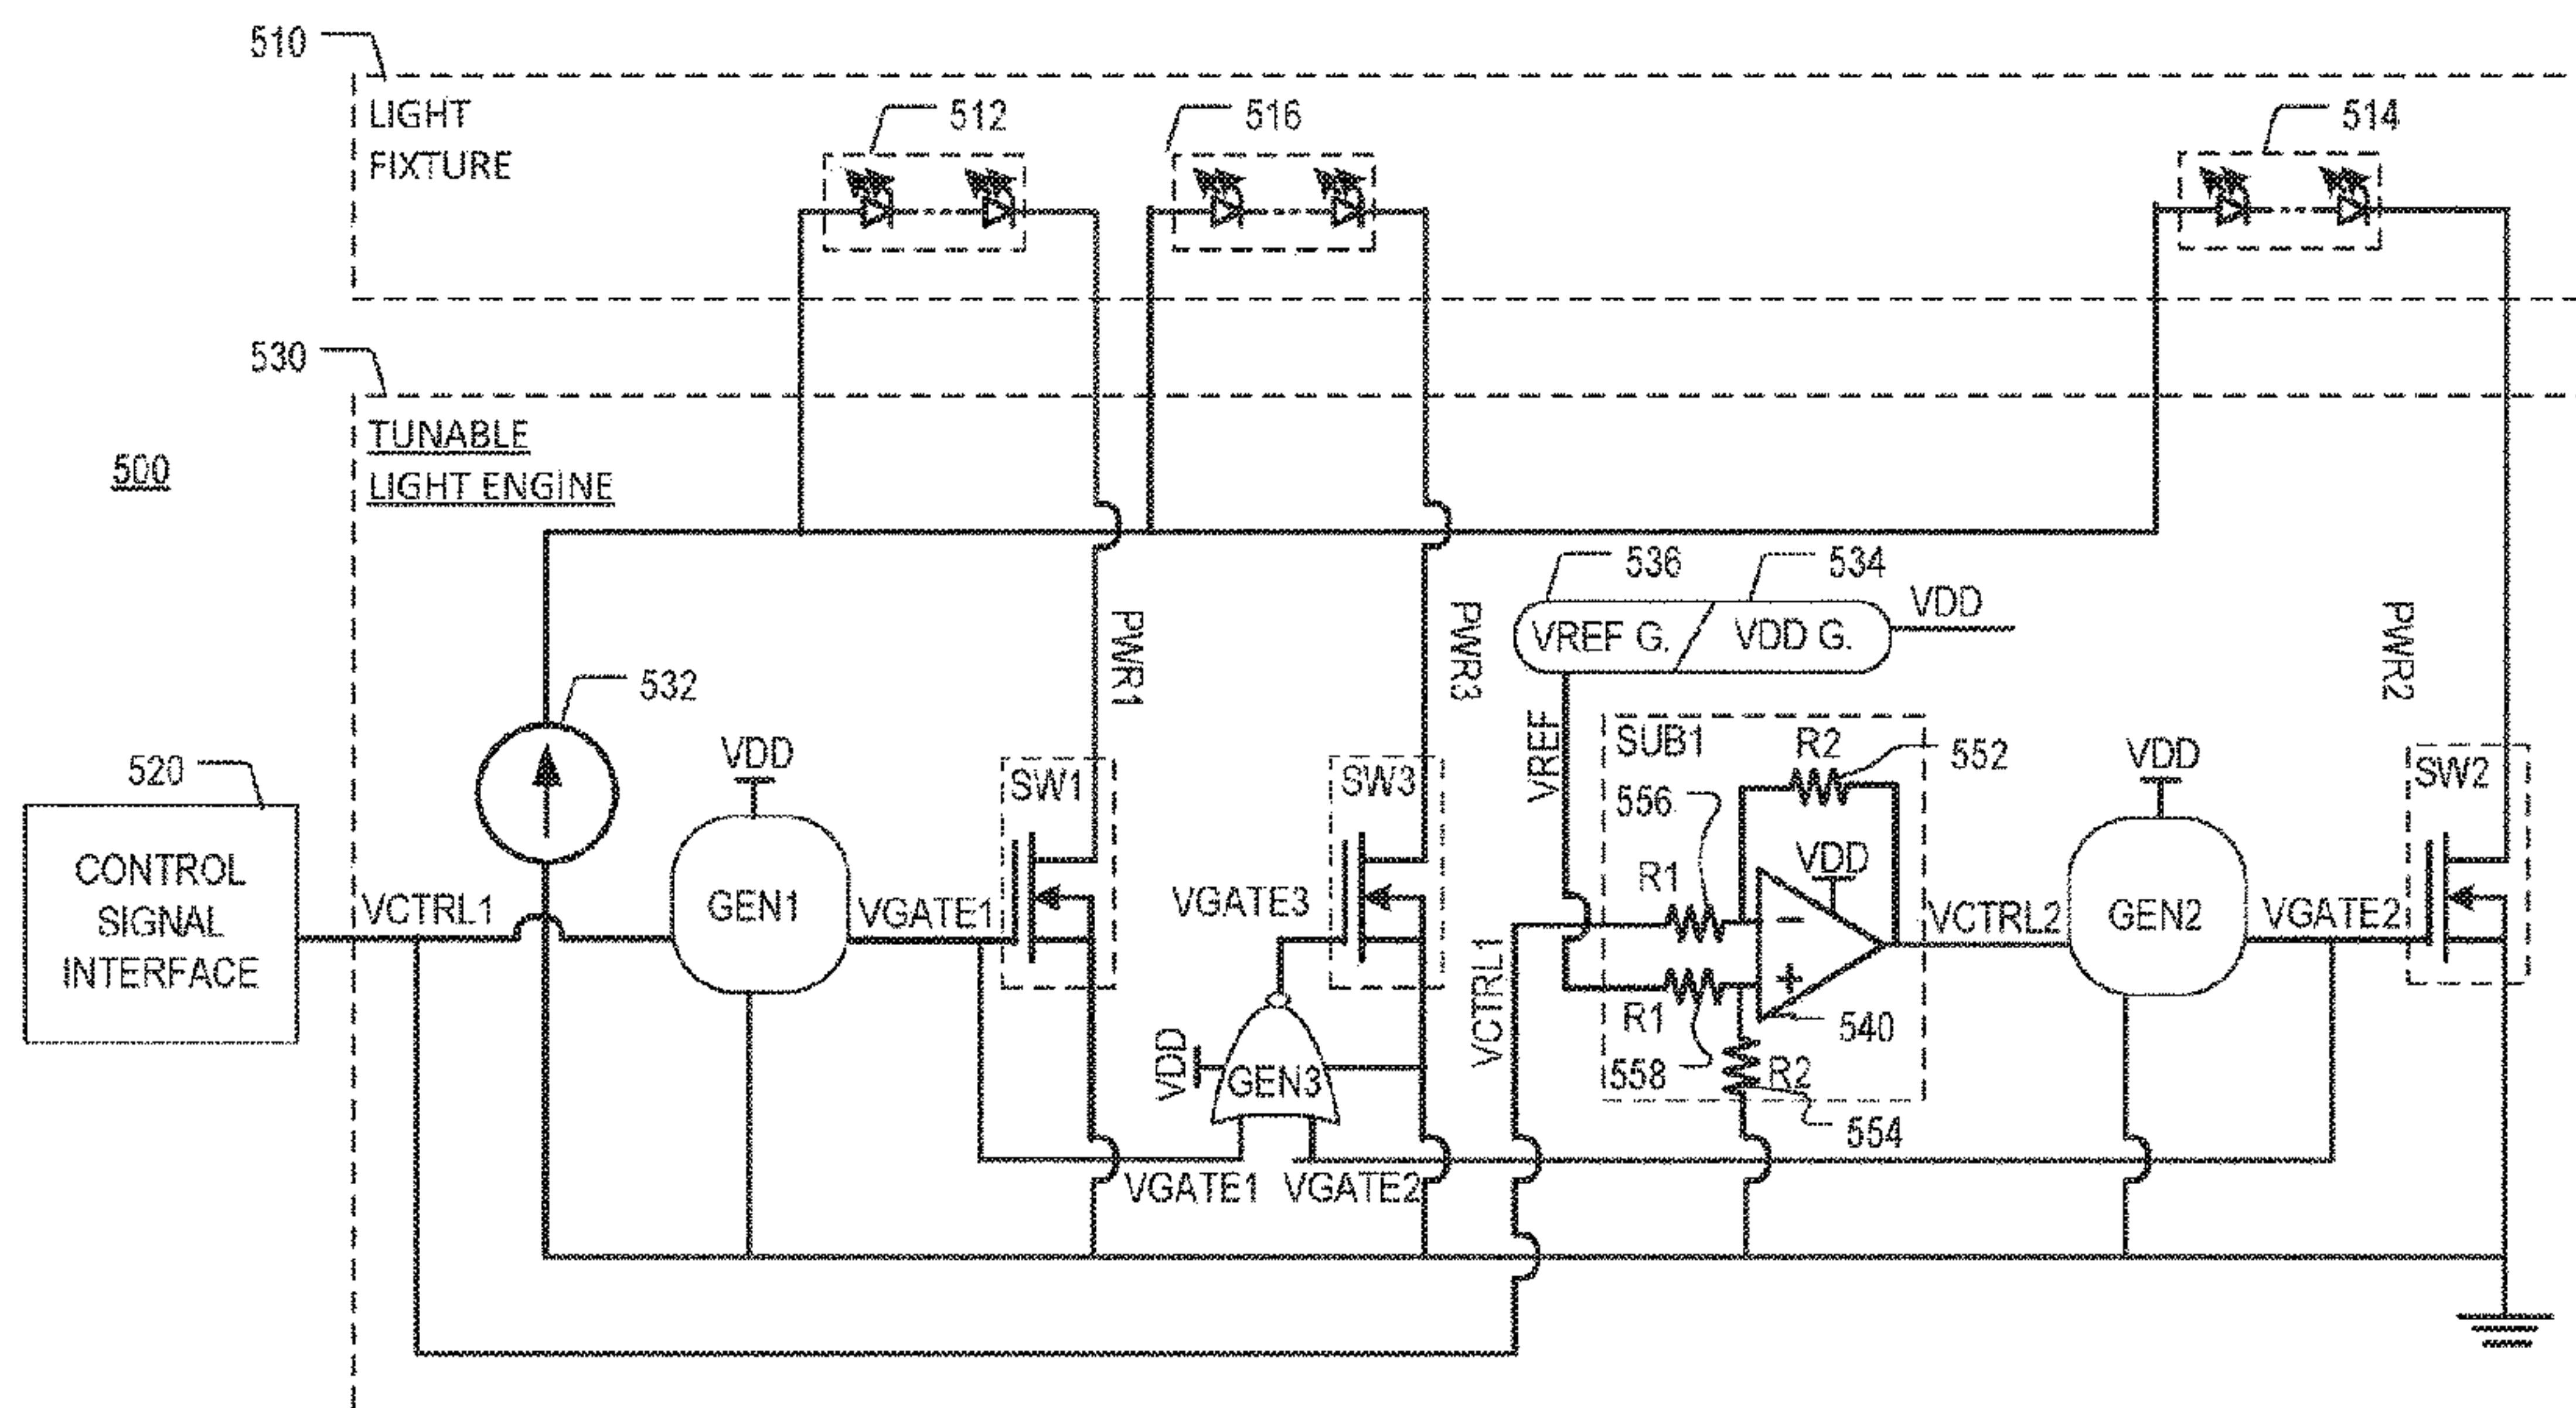 510
LIGHT
FIXTURE
512
516
514
530
TUNABLE
LIGHT ENGINE
500
536
534
VDD
VREF G.
VDD G.
PWR1
PWR3
PWR2
532
VREF
SUB1
R2
552
VDD
VDD
520
SW1
SW3
SW2
556
CONTROL
SIGNAL
INTERFACE
VCTRL1
GEN1
VGATE1
VGATE3
R1
VDD
−
+
VCTRL2
GEN2
VGATE2
VCTRL1
R1
540
VDD
GEN3
558
R2
554
VGATE1
VGATE2